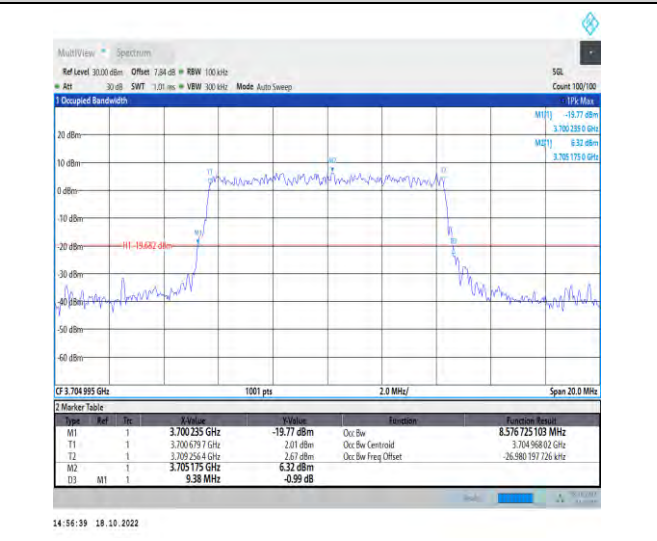 MultiView Spectrum
Ref Level 30.00 dBm Offset 7.84 dB RBW 100 kHz SGL
Att 30 dB SWT 1.01 ms VBW 300 kHz Mode Auto Sweep Count 100/100
1 Occupied Bandwidth 1Pk Max
M1[1] -19.77 dBm
3.700 235 0 GHz
M2[1] 6.32 dBm
3.705 175 0 GHz
20 dBm
10 dBm
M2
T1
T2
0 dBm
-10 dBm
M1
D3
-20 dBm H1 -19.682 dBm
-30 dBm
-40 dBm
-50 dBm
-60 dBm
CF 3.704 995 GHz 1001 pts 2.0 MHz/ Span 20.0 MHz
2 Marker Table
Type Ref Trc X-Value Y-Value Function Function Result
M1 1 3.700 235 GHz -19.77 dBm Occ Bw 8.576 725 103 MHz
T1 1 3.700 679 7 GHz 2.01 dBm Occ Bw Centroid 3.704 968 02 GHz
T2 1 3.709 256 4 GHz 2.67 dBm Occ Bw Freq Offset -26.980 197 726 kHz
M2 1 3.705 175 GHz 6.32 dBm
D3 M1 1 9.38 MHz -0.99 dB
14:56:39 18.10.2022